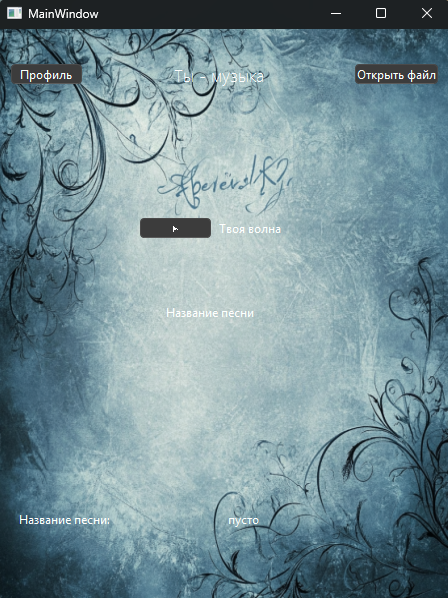 MainWindow
Профиль
Ты - музыка
Открыть файл
Твоя волна
Название песни
Название песни:
пусто